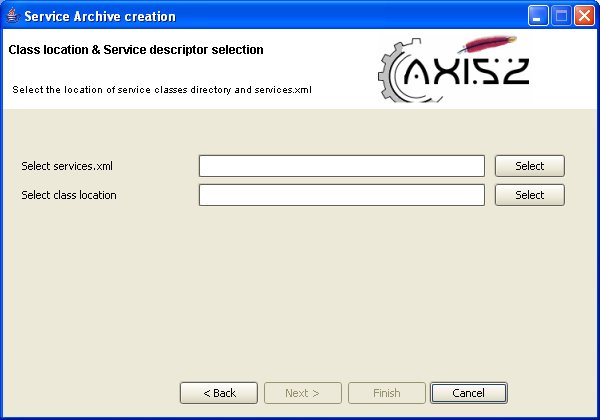 Service Archive creation
Class location & Service descriptor selection
AXIS2
Select the location of service classes directory and services.xml
Select services.xml
Select
Select class location
Select
< Back
Next >
Finish
Cancel